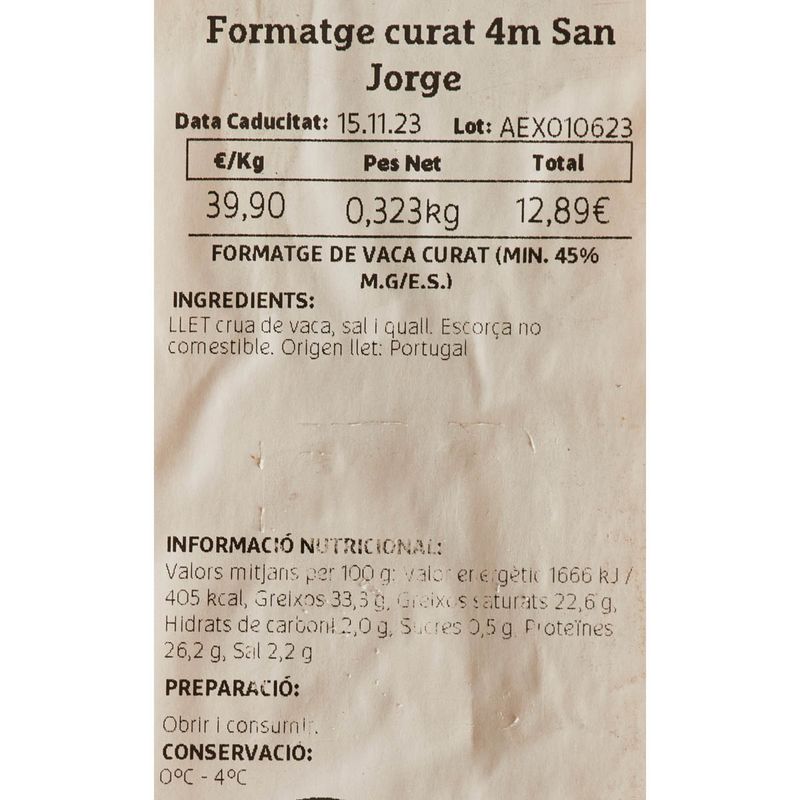 Formatge curat 4m San
Jorge
Data Caducitat: 15.11.23 Lot: AEX010623
€/Kg Pes Net Total
39,90 0,323kg 12,89€
FORMATGE DE VACA CURAT (MIN. 45%
M.G/E.S.)
INGREDIENTS:
LLET crua de vaca, sal i quall. Escorça no
comestible. Origen llet: Portugal
INFORMACIÓ NUTRICIONAL:
Valors mitjans per 100 g: valor energètic 1666 kJ /
405 kcal, Greixos 33,3 g, Greixos saturats 22,6 g,
Hidrats de carboni 2,0 g, Sucres 0,5 g, Proteïnes
26,2 g, Sal 2,2 g
PREPARACIÓ:
Obrir i consumir.
CONSERVACIÓ:
0ºC - 4ºC